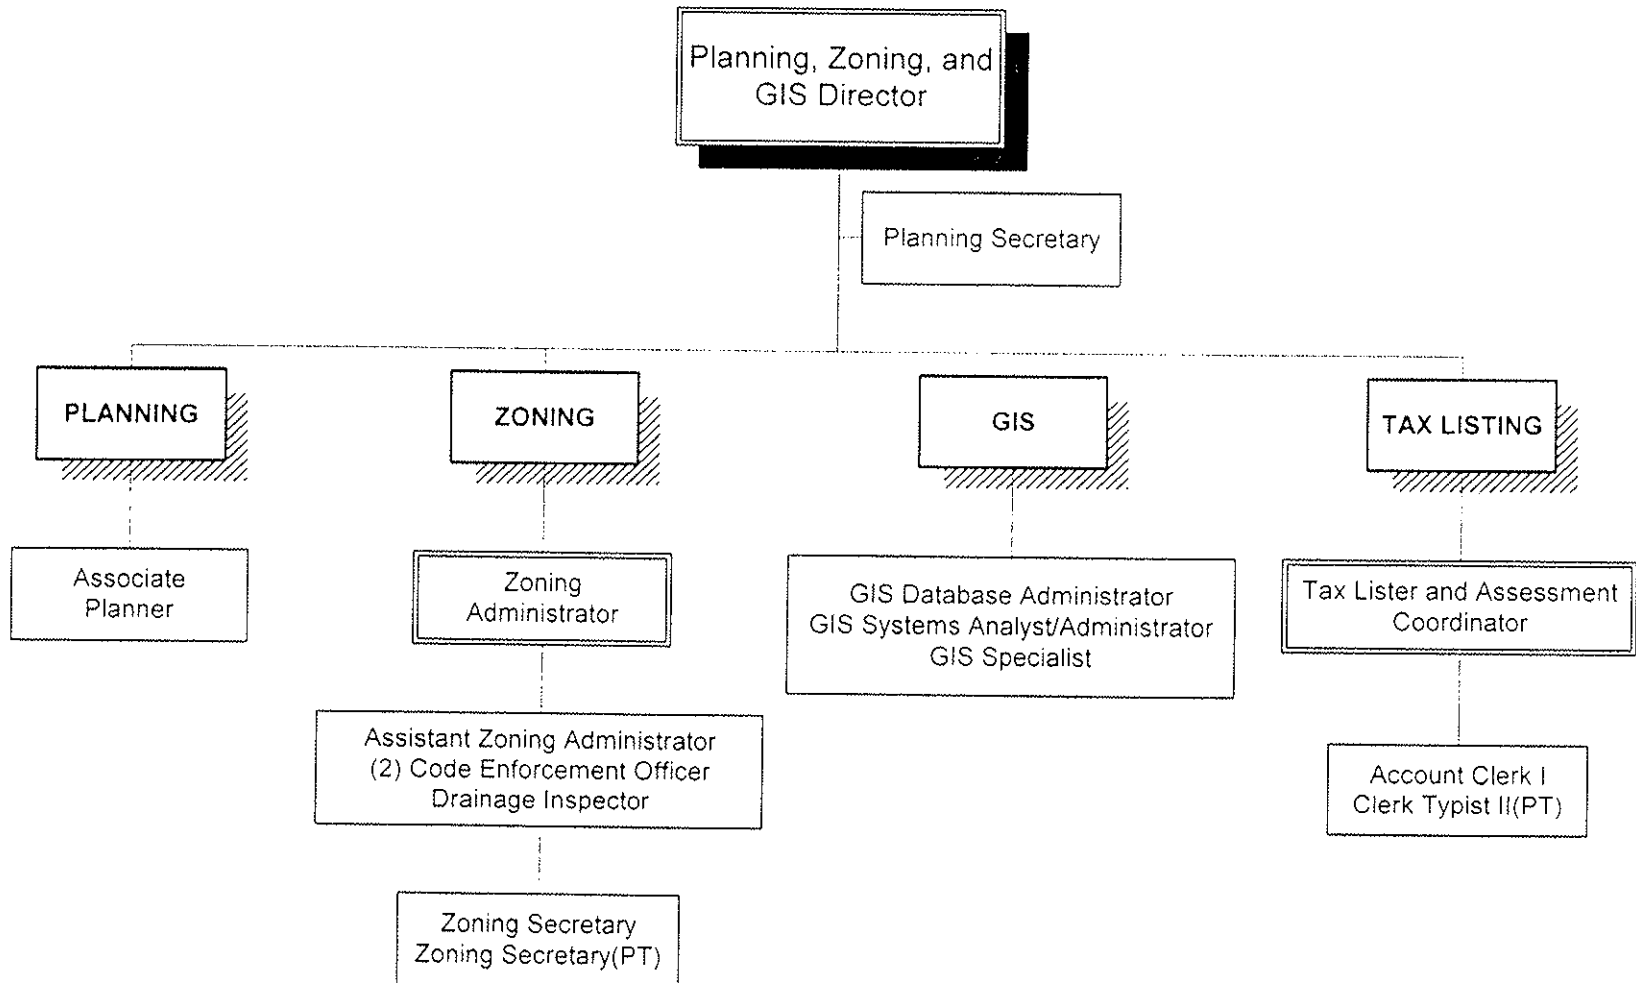 Planning, Zoning, and
GIS Director
Planning Secretary
PLANNING
ZONING
GIS
TAX LISTING
Associate
Planner
Zoning
Administrator
GIS Database Administrator
GIS Systems Analyst/Administrator
GIS Specialist
Tax Lister and Assessment
Coordinator
Assistant Zoning Administrator
(2) Code Enforcement Officer
Drainage Inspector
Account Clerk I
Clerk Typist II(PT)
Zoning Secretary
Zoning Secretary(PT)